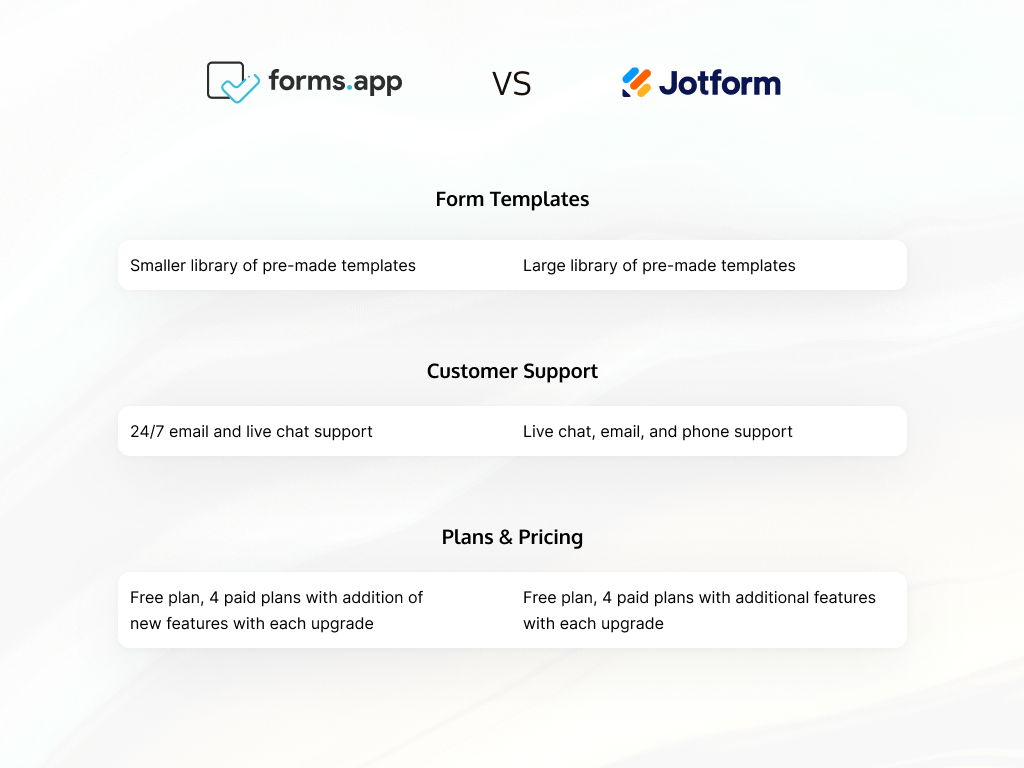 forms.app VS Jotform
Form Templates
Smaller library of pre-made templates
Large library of pre-made templates
Customer Support
24/7 email and live chat support
Live chat, email, and phone support
Plans & Pricing
Free plan, 4 paid plans with addition of
new features with each upgrade
Free plan, 4 paid plans with additional features
with each upgrade